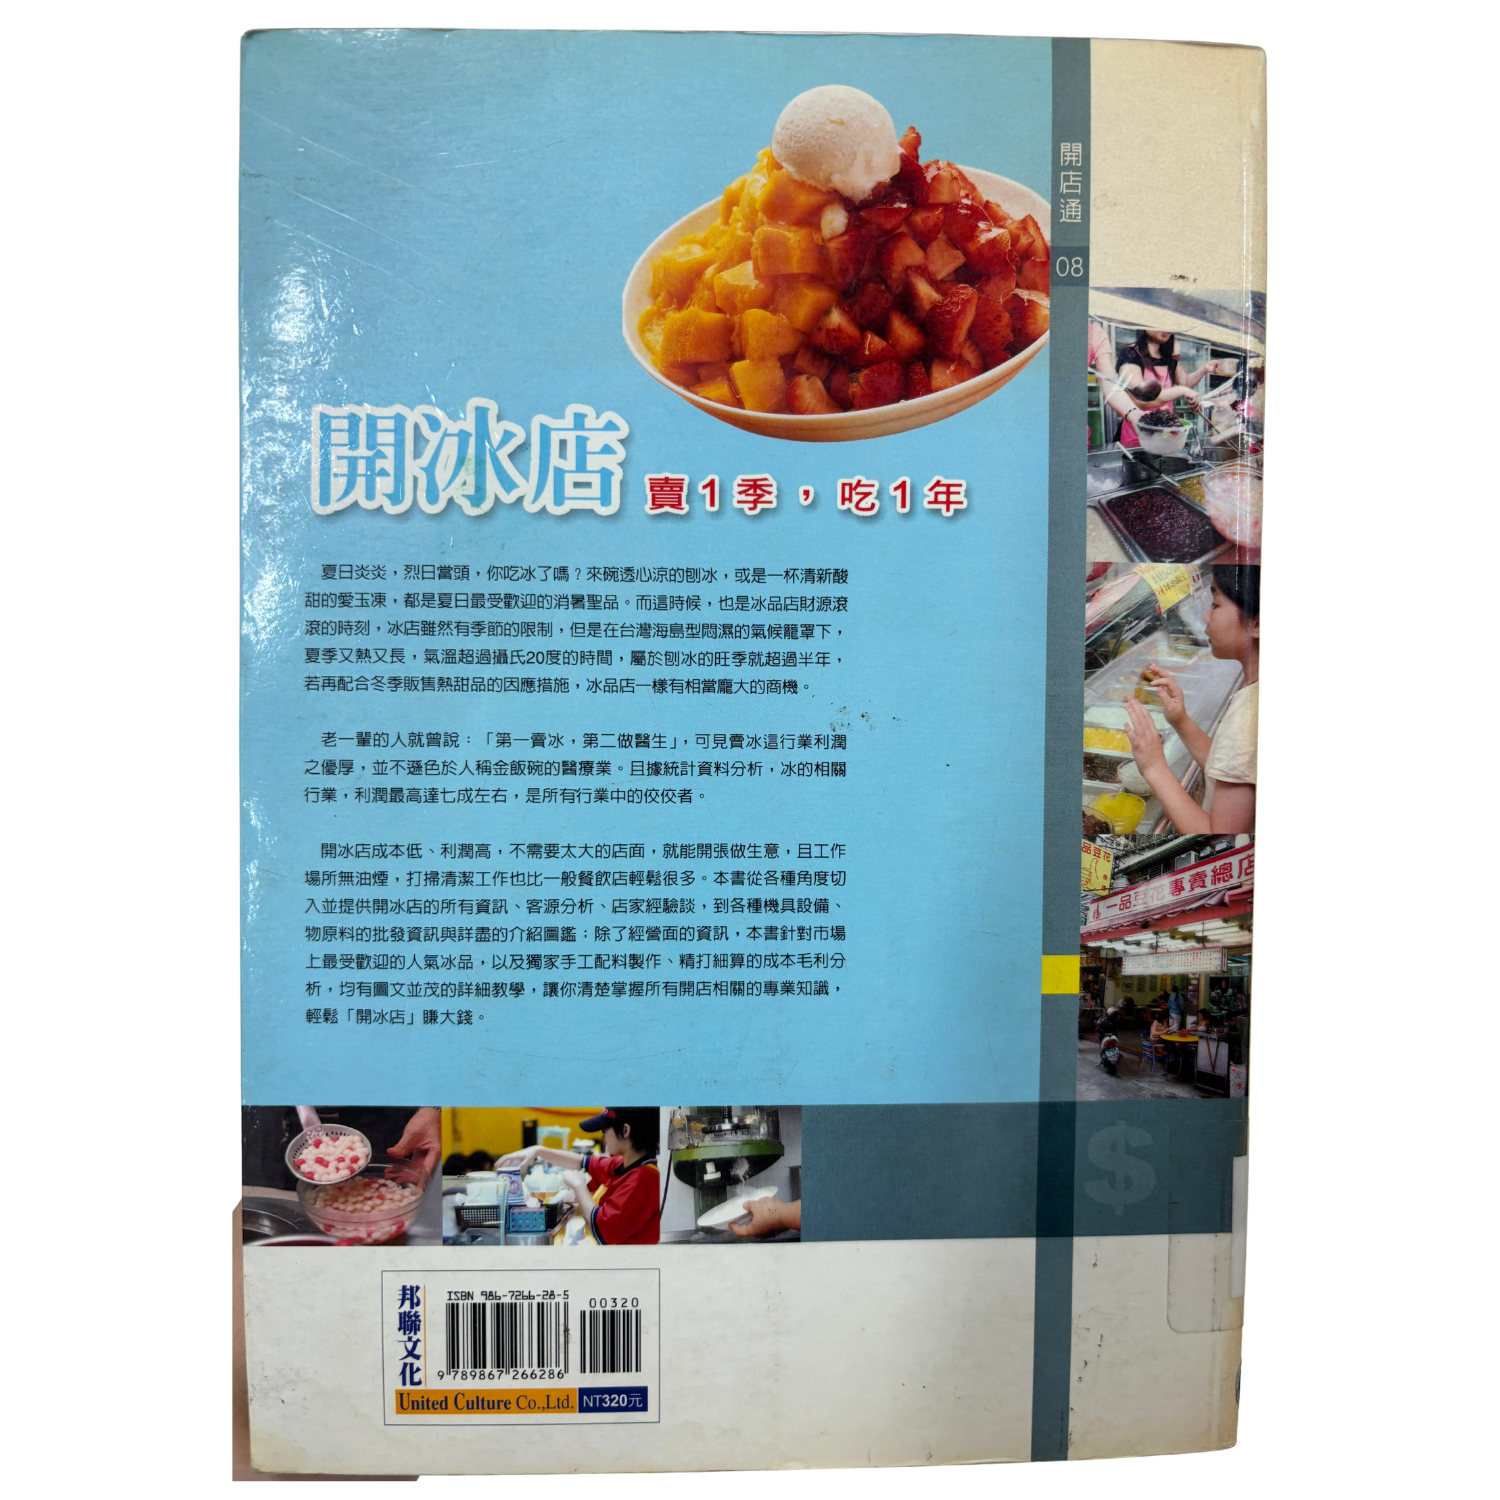 開店通
08
開冰店
賣1季，吃1年
夏日炎炎，烈日當頭，你吃冰了嗎？來碗透心涼的刨冰，或是一杯清新酸
甜的愛玉凍，都是夏日最受歡迎的消暑聖品。而這時候，也是冰品店財源滾
滾的時刻，冰店雖然有季節的限制，但是在台灣海島型悶濕的氣候籠罩下，
夏季又熱又長，氣溫超過攝氏20度的時間，屬於刨冰的旺季就超過半年，
若再配合冬季販售熱甜品的因應措施，冰品店一樣有相當龐大的商機。
老一輩的人就曾說：「第一賣冰，第二做醫生」，可見賣冰這行業利潤
之優厚，並不遜色於人稱金飯碗的醫療業。且據統計資料分析，冰的相關
行業，利潤最高達七成左右，是所有行業中的佼佼者。
開冰店成本低、利潤高，不需要太大的店面，就能開張做生意，且工作
場所無油煙，打掃清潔工作也比一般餐飲店輕鬆很多。本書從各種角度切
入並提供開冰店的所有資訊、客源分析、店家經驗談，到各種機具設備、
物原料的批發資訊與詳盡的介紹圖鑑；除了經營面的資訊，本書針對市場
上最受歡迎的人氣冰品，以及獨家手工配料製作、精打細算的成本毛利分
析，均有圖文並茂的詳細教學，讓你清楚掌握所有開店相關的專業知識，
輕鬆「開冰店」賺大錢。
品豆花
一品豆花專賣總店
$
邦聯文化
ISBN 986-7266-28-5
00320
9 789867 266286
United Culture Co.,Ltd.
NT320元